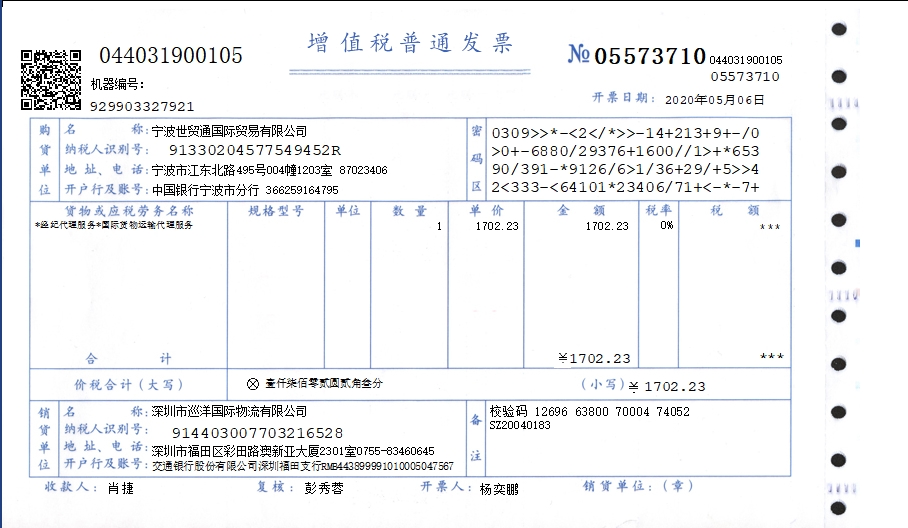 044031900105
增值税普通发票
№05573710
044031900105
05573710
机器编号：
929903327921
开票日期： 2020年05月06日
购货单位
名 称：宁波世贸通国际贸易有限公司
纳税人识别号： 91330204577549452R
地 址、电 话：宁波市江东北路495号004幢1203室 87023406
开户行及账号：中国银行宁波市分行 366259164795
密码区
0309>>*-<2</*>>-14+213+9+-/0
>0+-6880/29376+1600//1>+*653
90/391-*9126/6>1/36+29/+5>>4
2<333-<64101*23406/71+<-*-7+
货物或应税劳务名称 规格型号 单位 数 量 单 价 金 额 税率 税 额
*经纪代理服务*国际货物运输代理服务 1 1702.23 1702.23 0% ***
合 计 ¥1702.23 ***
价税合计（大写） ⊗ 壹仟柒佰零贰圆贰角叁分 （小写）¥ 1702.23
销货单位
名 称：深圳市巡洋国际物流有限公司
纳税人识别号： 914403007703216528
地 址、电 话：深圳市福田区彩田路澳新亚大厦2301室0755-83460645
开户行及账号：交通银行股份有限公司深圳福田支行RMB443899991010005047567
备注
校验码 12696 63800 70004 74052
SZ20040183
收款人：肖捷 复核：彭秀蓉 开票人：杨奕鹏 销货单位：（章）